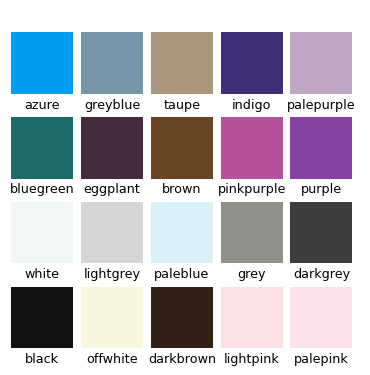 azure greyblue taupe indigo palepurple
bluegreen eggplant brown pinkpurple purple
white lightgrey paleblue grey darkgrey
black offwhite darkbrown lightpink palepink